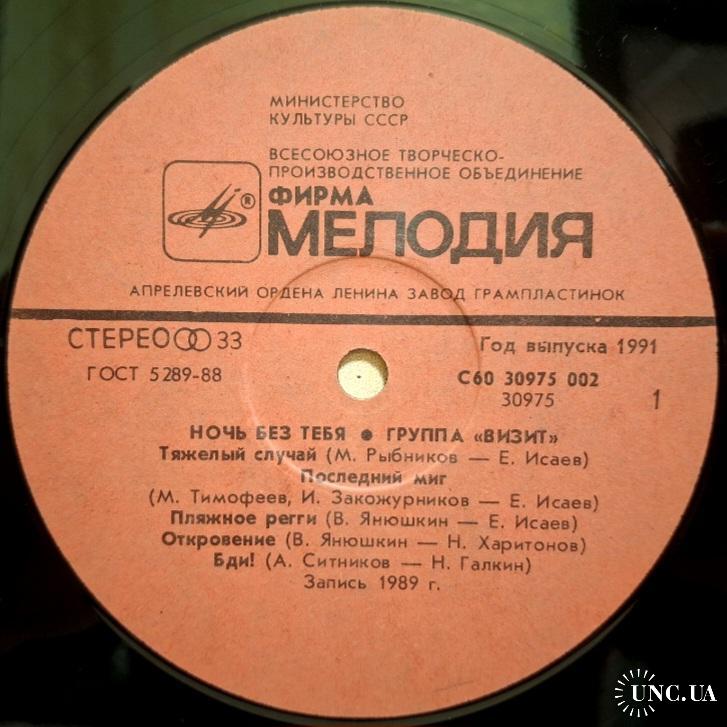 МИНИСТЕРСТВО
КУЛЬТУРЫ СССР
ВСЕСОЮЗНОЕ ТВОРЧЕСКО-
ПРОИЗВОДСТВЕННОЕ ОБЪЕДИНЕНИЕ
®
ФИРМА
МЕЛОДИЯ
АПРЕЛЕВСКИЙ ОРДЕНА ЛЕНИНА ЗАВОД ГРАМПЛАСТИНОК
СТЕРЕО 33
Год выпуска 1991
ГОСТ 5289-88
С60 30975 002
30975
1
НОЧЬ БЕЗ ТЕБЯ ● ГРУППА «ВИЗИТ»
Тяжелый случай (М. Рыбников — Е. Исаев)
Последний миг
(М. Тимофеев, И. Закожурников — Е. Исаев)
Пляжное регги (В. Янюшкин — Е. Исаев)
Откровение (В. Янюшкин — Н. Харитонов)
Бди! (А. Ситников — Н. Галкин)
Запись 1989 г.
UNC.UA